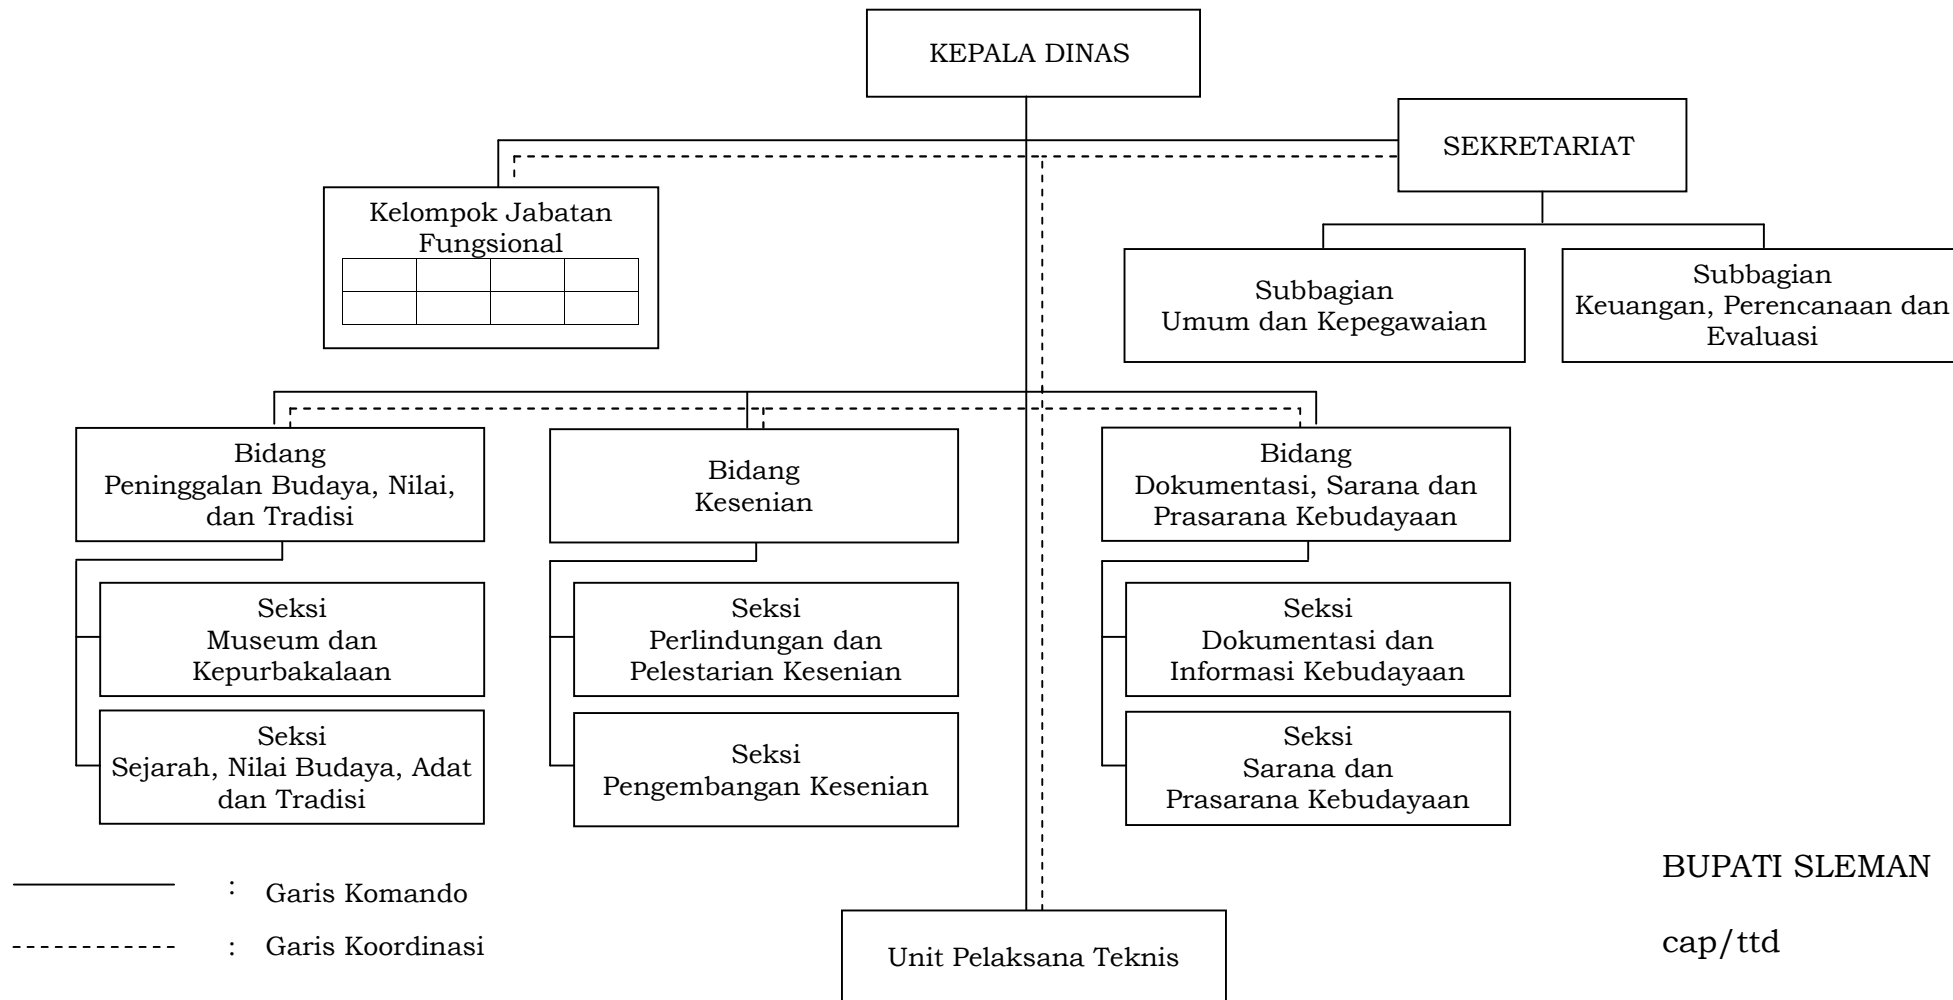 KEPALA DINAS
SEKRETARIAT
Kelompok Jabatan
Fungsional
Subbagian
Umum dan Kepegawaian
Subbagian
Keuangan, Perencanaan dan
Evaluasi
Bidang
Peninggalan Budaya, Nilai,
dan Tradisi
Bidang
Kesenian
Bidang
Dokumentasi, Sarana dan
Prasarana Kebudayaan
Seksi
Museum dan
Kepurbakalaan
Seksi
Perlindungan dan
Pelestarian Kesenian
Seksi
Dokumentasi dan
Informasi Kebudayaan
Seksi
Sejarah, Nilai Budaya, Adat
dan Tradisi
Seksi
Pengembangan Kesenian
Seksi
Sarana dan
Prasarana Kebudayaan
: Garis Komando
: Garis Koordinasi
Unit Pelaksana Teknis
BUPATI SLEMAN
cap/ttd